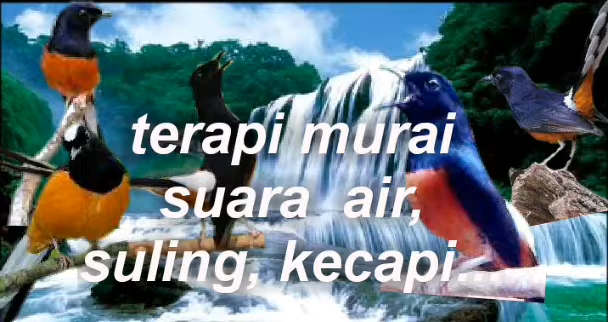 terapi murai
suara air,
suling, kecapi...